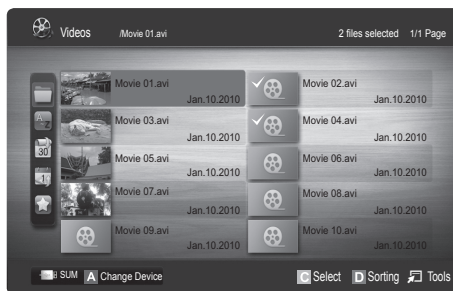 Videos /Movie 01.avi 2 files selected 1/1 Page
Movie 01.avi
Jan.10.2010
Movie 02.avi
Jan.10.2010
Movie 03.avi
Jan.10.2010
Movie 04.avi
Jan.10.2010
Movie 05.avi
Jan.10.2010
Movie 06.avi
Jan.10.2010
Movie 07.avi
Jan.10.2010
Movie 08.avi
Jan.10.2010
Movie 09.avi
Jan.10.2010
Movie 10.avi
Jan.10.2010
A Z
30
1
SUM A Change Device C Select D Sorting Tools